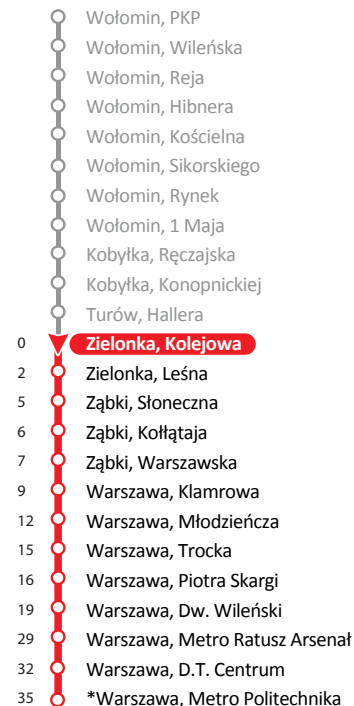 Wołomin, PKP
Wołomin, Wileńska
Wołomin, Reja
Wołomin, Hibnera
Wołomin, Kościelna
Wołomin, Sikorskiego
Wołomin, Rynek
Wołomin, 1 Maja
Kobyłka, Ręczajska
Kobyłka, Konopnickiej
Turów, Hallera
0 Zielonka, Kolejowa
2 Zielonka, Leśna
5 Ząbki, Słoneczna
6 Ząbki, Kołłątaja
7 Ząbki, Warszawska
9 Warszawa, Klamrowa
12 Warszawa, Młodzieńcza
15 Warszawa, Trocka
16 Warszawa, Piotra Skargi
19 Warszawa, Dw. Wileński
29 Warszawa, Metro Ratusz Arsenał
32 Warszawa, D.T. Centrum
35 *Warszawa, Metro Politechnika